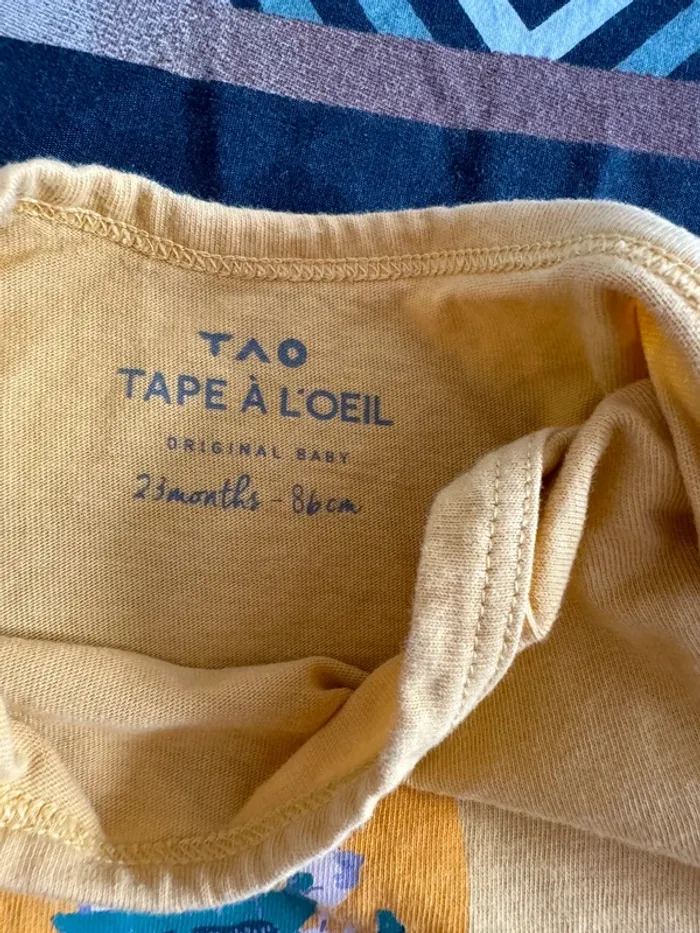 TAO
TAPE À L'OEIL
ORIGINAL BABY
23months - 86cm